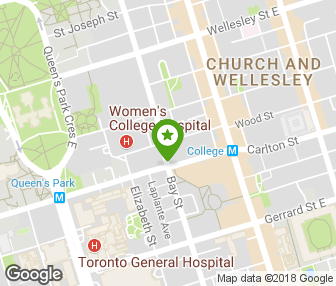 Wellesley St E
St Joseph St
Queen's Park Cres E
CHURCH AND
WELLESLEY
Women's
College Hospital
H
Wood St
College M
Carlton St
Queen's Park
M
Elizabeth St
Laplante Ave
Bay St
Gerrard St E
H
Toronto General Hospital
Google
Map data ©2018 Google